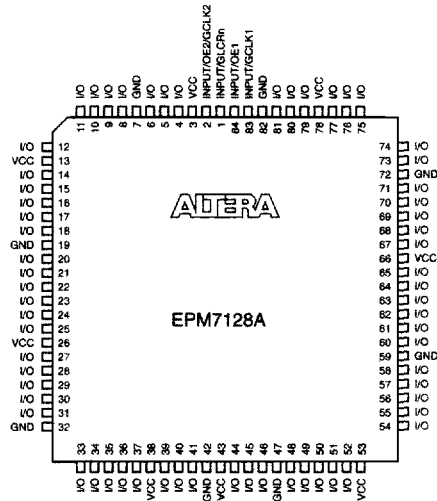 I/O I/O I/O I/O GND I/O I/O I/O VCC INPUT/OE2/GCLK2 INPUT/GLCRn INPUT/OE1 INPUT/GCLK1 GND I/O I/O I/O VCC I/O I/O I/O
11 10 9 8 7 6 5 4 3 2 1 84 83 82 81 80 79 78 77 76 75
I/O 12 74 I/O
VCC 13 73 I/O
I/O 14 72 GND
I/O 15 71 I/O
I/O 16 70 I/O
I/O 17 69 I/O
I/O 18 68 I/O
GND 19 67 I/O
I/O 20 66 VCC
I/O 21 65 I/O
I/O 22 64 I/O
I/O 23 63 I/O
I/O 24 62 I/O
I/O 25 61 I/O
VCC 26 60 I/O
I/O 27 59 GND
I/O 28 58 I/O
I/O 29 57 I/O
I/O 30 56 I/O
I/O 31 55 I/O
GND 32 54 I/O
ALTERA
EPM7128A
33 34 35 36 37 38 39 40 41 42 43 44 45 46 47 48 49 50 51 52 53
I/O I/O I/O I/O I/O VCC I/O I/O I/O GND VCC I/O I/O I/O GND I/O I/O I/O I/O I/O VCC